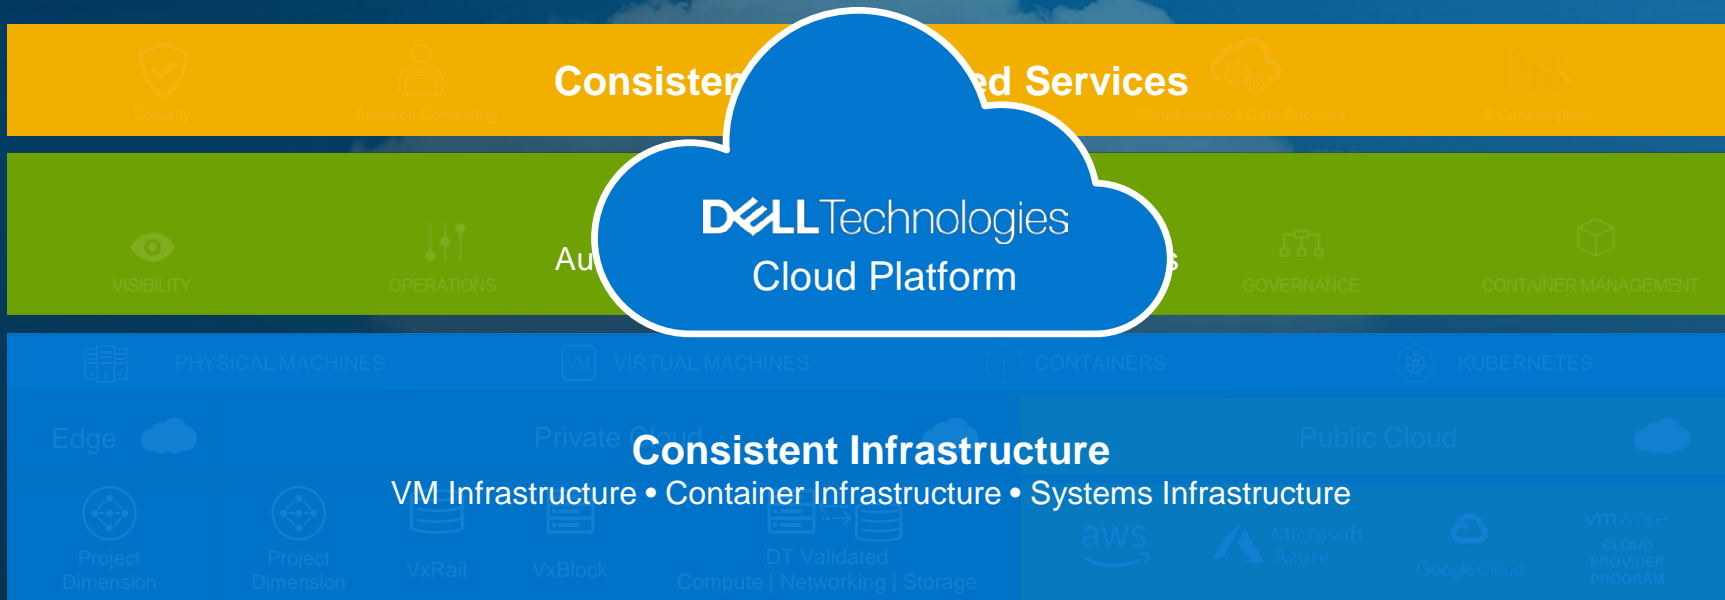 Consisten ed Services
Security
Services/Consulting
Cloud-enabled Data Services
$ Consumption
DELLTechnologies
Cloud Platform
Au s
VISIBILITY
OPERATIONS
GOVERNANCE
CONTAINER MANAGEMENT
PHYSICAL MACHINES
VM VIRTUAL MACHINES
CONTAINERS
KUBERNETES
Edge
Private Cloud
Public Cloud
Consistent Infrastructure
VM Infrastructure • Container Infrastructure • Systems Infrastructure
Project
Dimension
Project
Dimension
VxRail
VxBlock
DT Validated
Compute | Networking | Storage
aws
Microsoft
Azure
Google Cloud
vmware
CLOUD
PROVIDER
PROGRAM